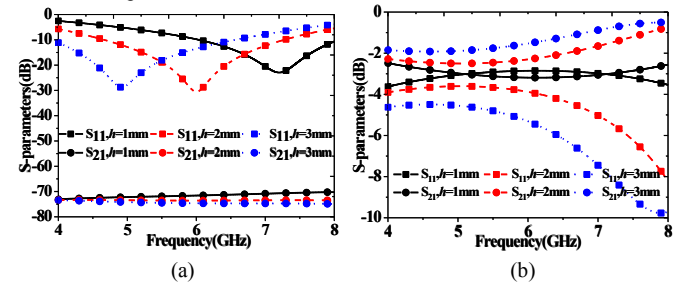 0
-10
-20
-30
-40
-50
-60
-70
-80
S-parameters(dB)
S11,h=1mm S11,h=2mm S11,h=3mm
S21,h=1mm S21,h=2mm S21,h=3mm
4 5 6 7 8
Frequency(GHz)
(a)
0
-2
-4
-6
-8
-10
S-parameters(dB)
S11,h=1mm S11,h=2mm S11,h=3mm
S21,h=1mm S21,h=2mm S21,h=3mm
4 5 6 7 8
Frequency(GHz)
(b)